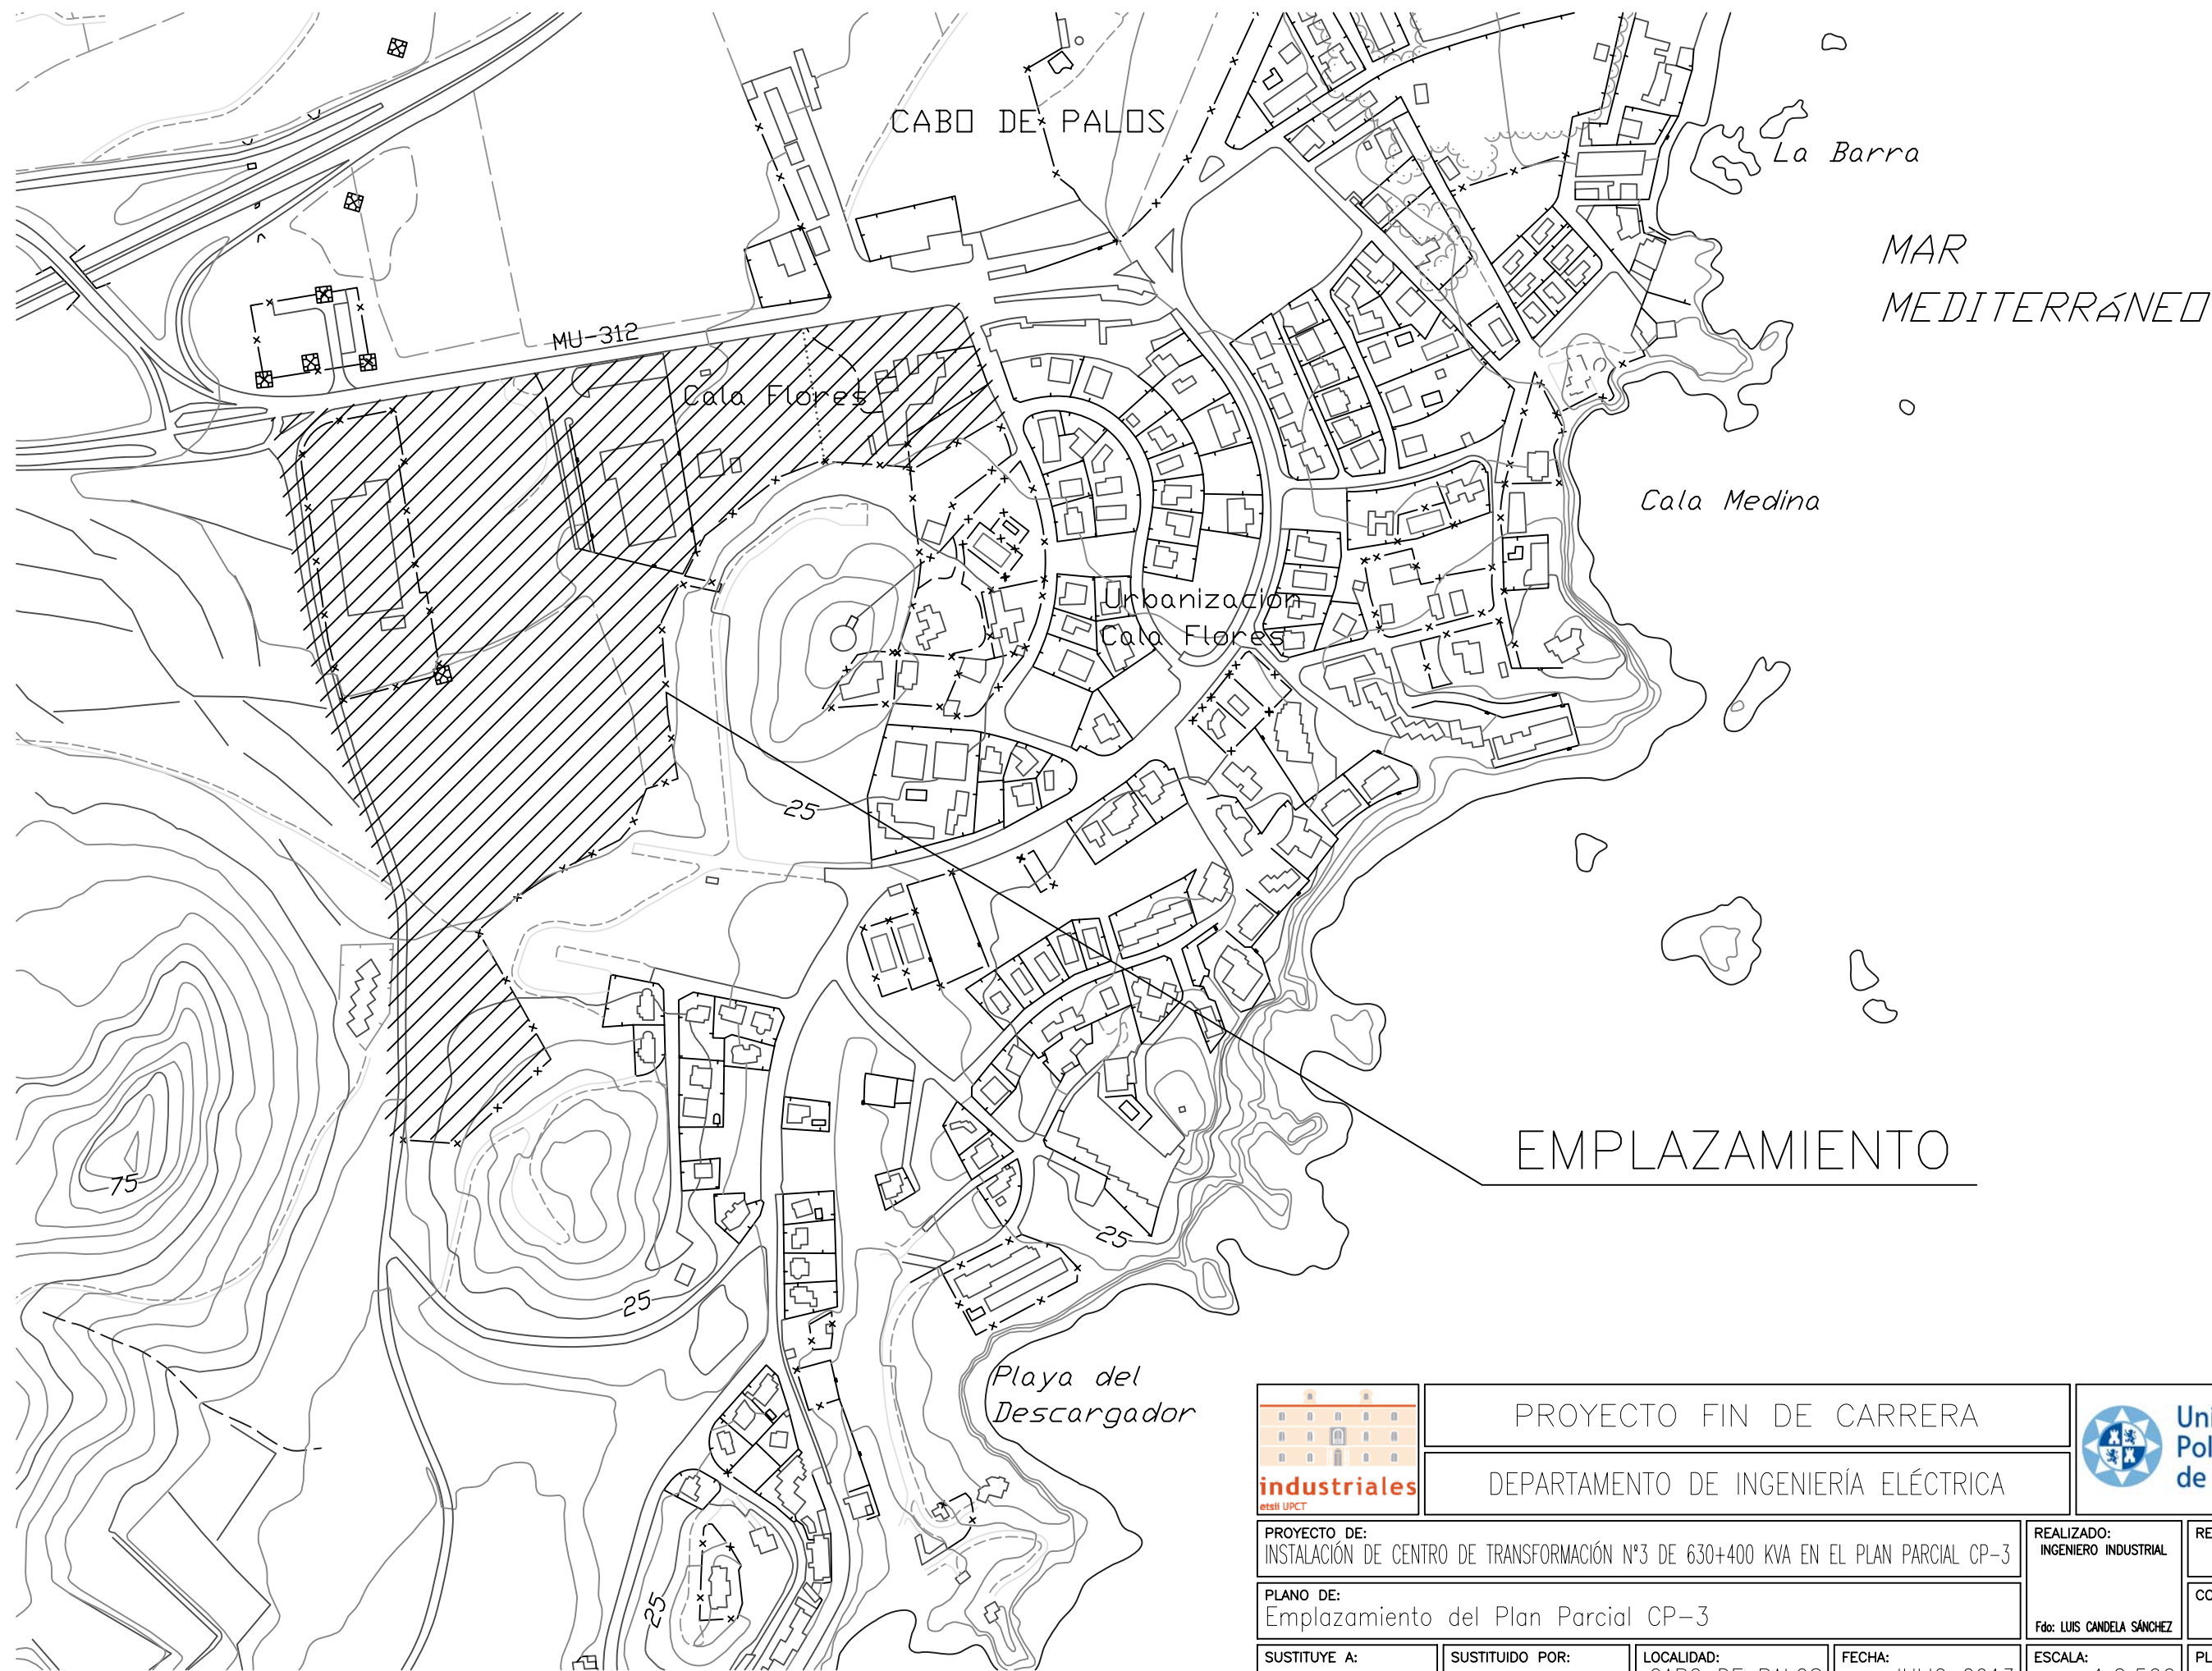 CABO DE PALOS
La Barra
MAR
MEDITERRáNEO
MU-312
Cala Flores
Cala Medina
Urbanización
Cala Flores
25
75
EMPLAZAMIENTO
25
25
Playa del
Descargador
25
industriales
etsii UPCT
PROYECTO FIN DE CARRERA
DEPARTAMENTO DE INGENIERÍA ELÉCTRICA
PROYECTO DE:
INSTALACIÓN DE CENTRO DE TRANSFORMACIÓN Nº3 DE 630+400 KVA EN EL PLAN PARCIAL CP-3
REALIZADO:
INGENIERO INDUSTRIAL
Fdo: LUIS CANDELA SÁNCHEZ
PLANO DE:
Emplazamiento del Plan Parcial CP-3
SUSTITUYE A:
SUSTITUIDO POR:
LOCALIDAD:
FECHA:
ESCALA: